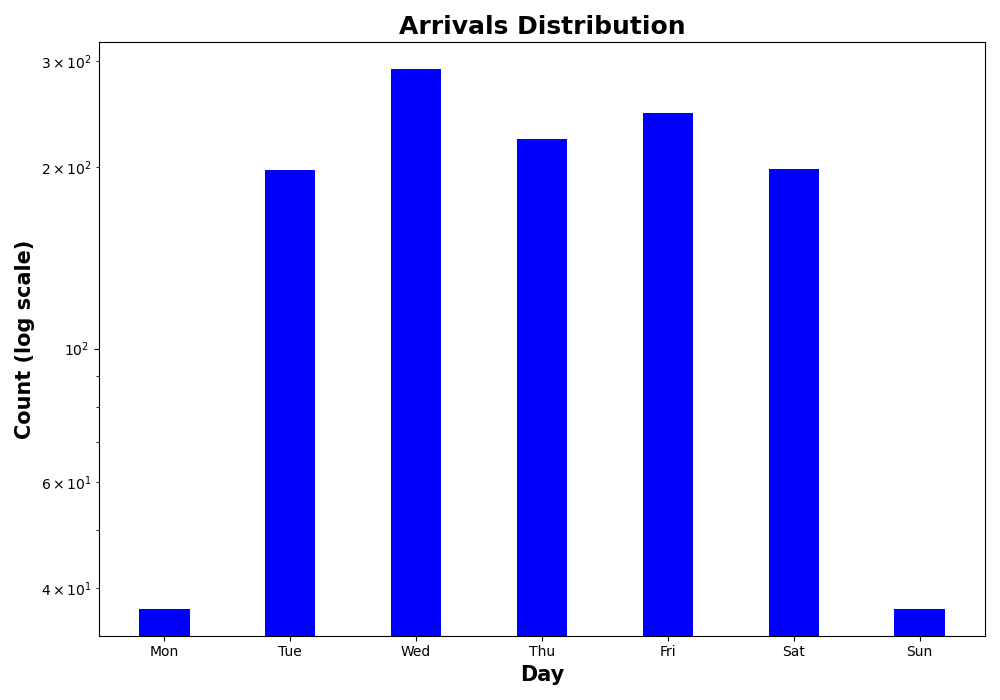 Arrivals Distribution
Count (log scale)
3 × 10²
2 × 10²
10²
6 × 10¹
4 × 10¹
Mon Tue Wed Thu Fri Sat Sun
Day